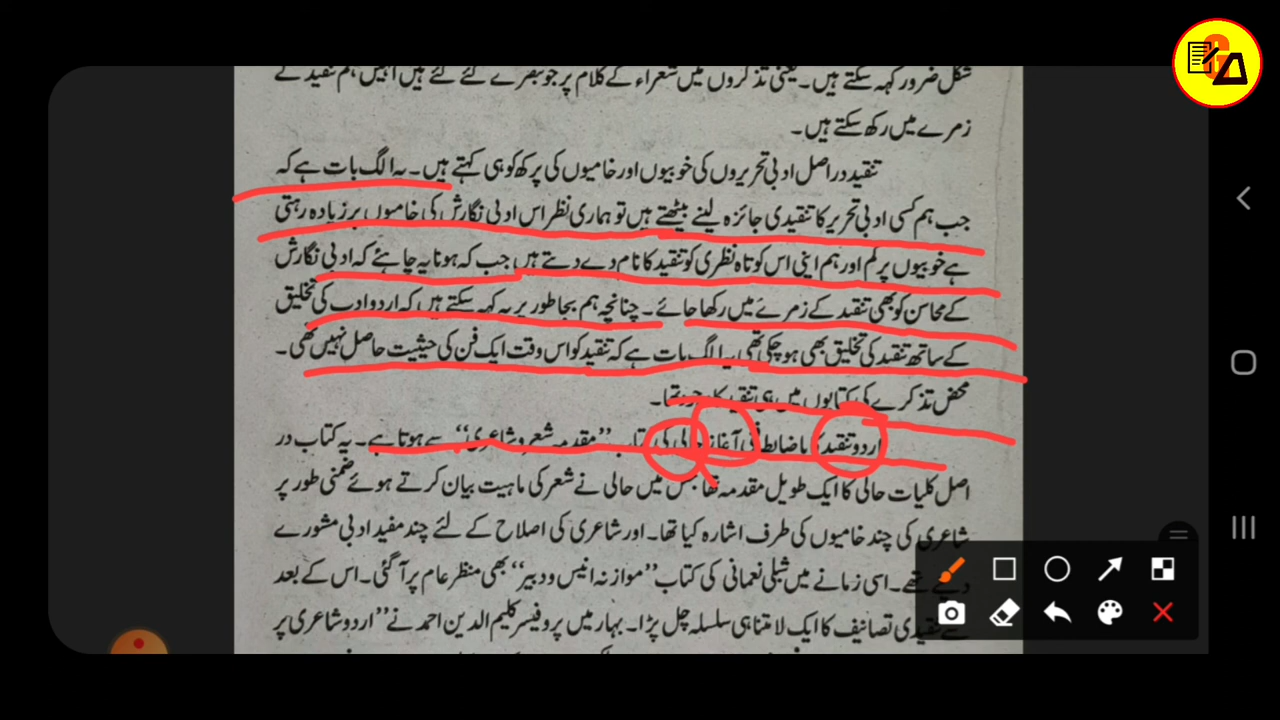 شکل ضرور کہہ سکتے ہیں۔ یعنی تذکروں میں شعراء کے کلام پر جو تبصرے کئے گئے ہیں انہیں ہم تنقید کے
زمرے میں رکھ سکتے ہیں۔
تنقید دراصل ادبی تحریروں کی خوبیوں اور خامیوں کی پرکھ کو ہی کہتے ہیں۔ یہ الگ بات ہے کہ
جب ہم کسی ادبی تحریر کا تنقیدی جائزہ لینے بیٹھتے ہیں تو ہماری نظر اس ادبی نگارش کی خامیوں پر زیادہ رہتی
ہے خوبیوں پر کم اور ہم اپنی اس کوتاہ نظری کو تنقید کا نام دے دیتے ہیں جب کہ ہونا یہ چاہئے کہ ادبی نگارش
کے محاسن کو بھی تنقید کے زمرے میں رکھا جائے۔ چنانچہ ہم بجا طور پر یہ کہہ سکتے ہیں کہ اردو ادب کی تخلیق
کے ساتھ تنقید کی تخلیق بھی ہو چکی تھی یہ الگ بات ہے کہ تنقید کو اس وقت ایک فن کی حیثیت حاصل نہیں تھی۔
محض تذکرے کی کتابوں میں ہی تنقید کا وجود تھا۔
اردو تنقید کا باضابطہ آغاز حالی کی کتاب ”مقدمہ شعر و شاعری“ سے ہوتا ہے۔ یہ کتاب در
اصل کلیات حالی کا ایک طویل مقدمہ تھا جس میں حالی نے شعر کی ماہیت بیان کرتے ہوئے ضمنی طور پر
شاعری کی چند خامیوں کی طرف اشارہ کیا تھا۔ اور شاعری کی اصلاح کے لئے چند مفید ادبی مشورے
دیئے تھے۔ اسی زمانے میں شبلی نعمانی کی کتاب ”موازنہ انیس و دبیر“ بھی منظر عام پر آ گئی۔ اس کے بعد
سے تنقیدی تصانیف کا ایک لامتناہی سلسلہ چل پڑا۔ بہار میں پروفیسر کلیم الدین احمد نے ”اردو شاعری پر